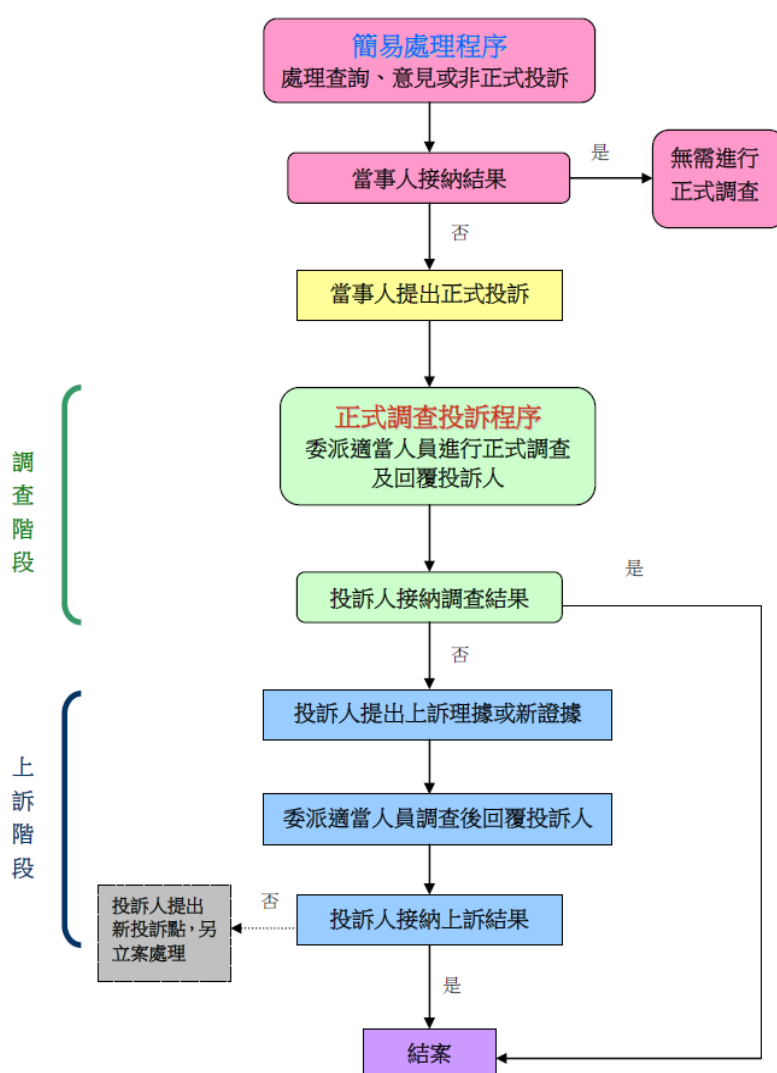 簡易處理程序
處理查詢、意見或非正式投訴
當事人接納結果
是
無需進行
正式調查
否
當事人提出正式投訴
調查階段
正式調查投訴程序
委派適當人員進行正式調查
及回覆投訴人
投訴人接納調查結果
是
否
上訴階段
投訴人提出上訴理據或新證據
委派適當人員調查後回覆投訴人
投訴人接納上訴結果
否
投訴人提出
新投訴點，另
立案處理
是
結案